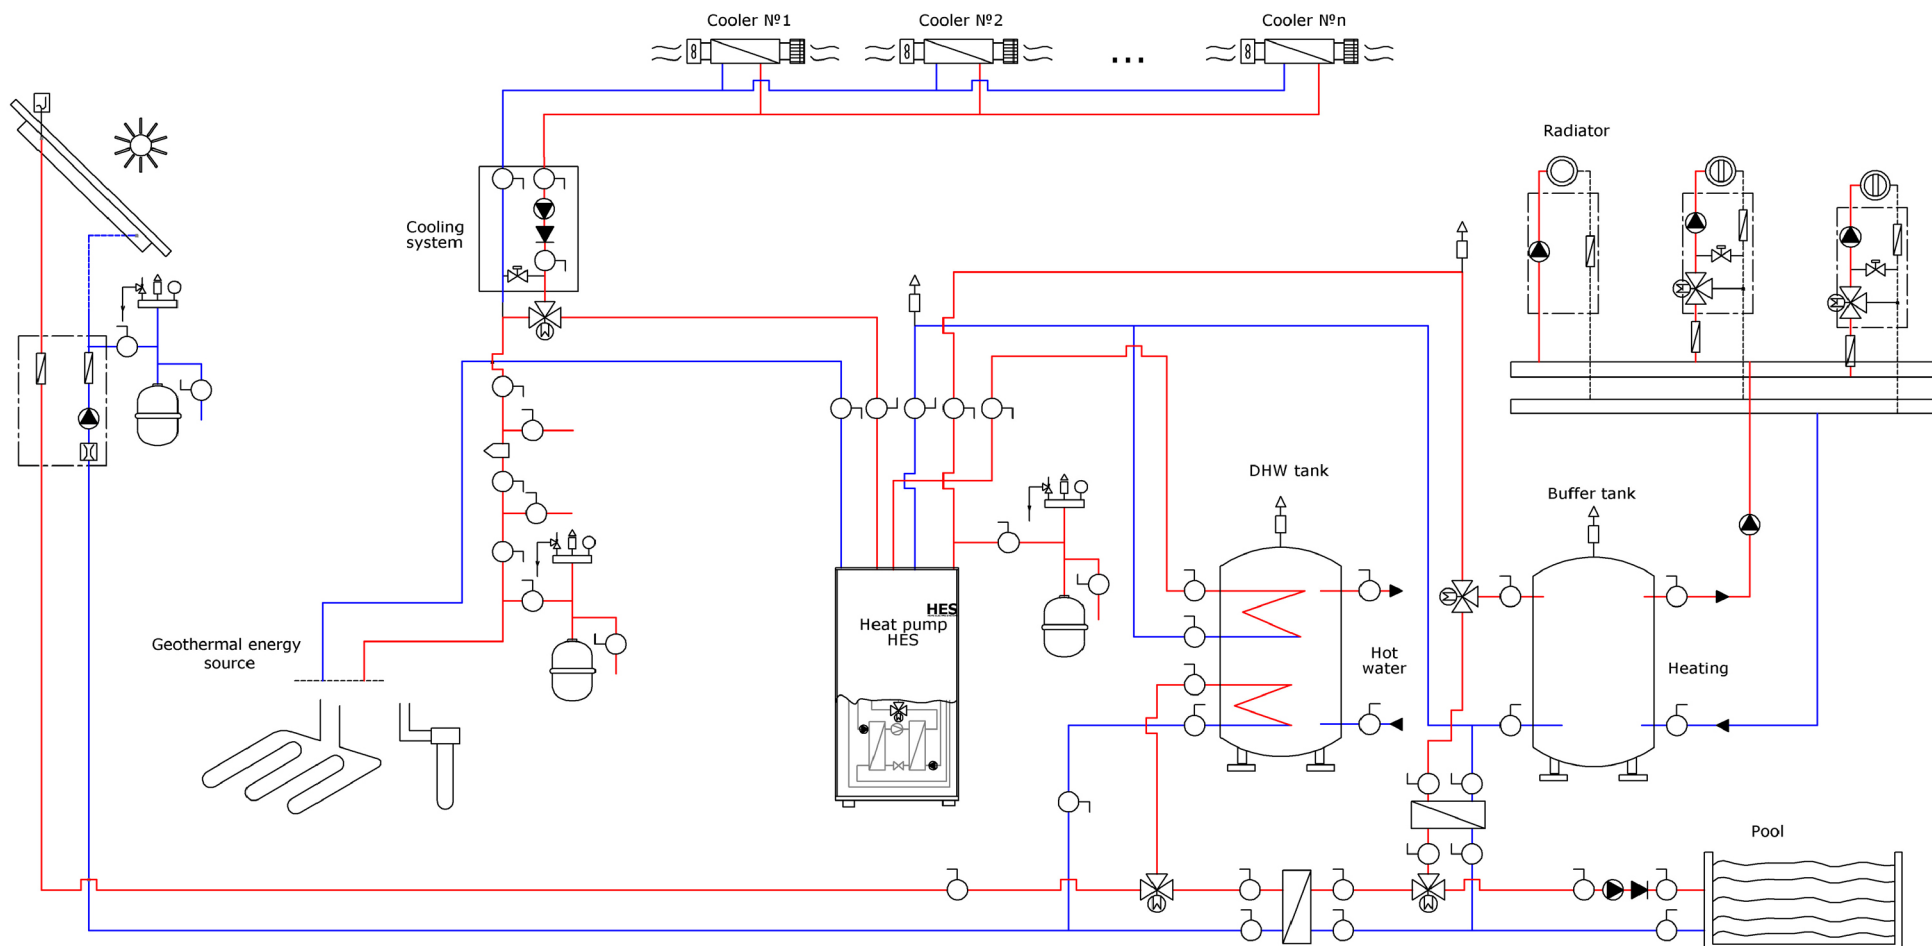 Cooler №1
Cooler №2
Cooler №n
...
Radiator
Cooling
system
DHW tank
Buffer tank
HES
Heat pump
HES
Geothermal energy
source
Hot
water
Heating
Pool